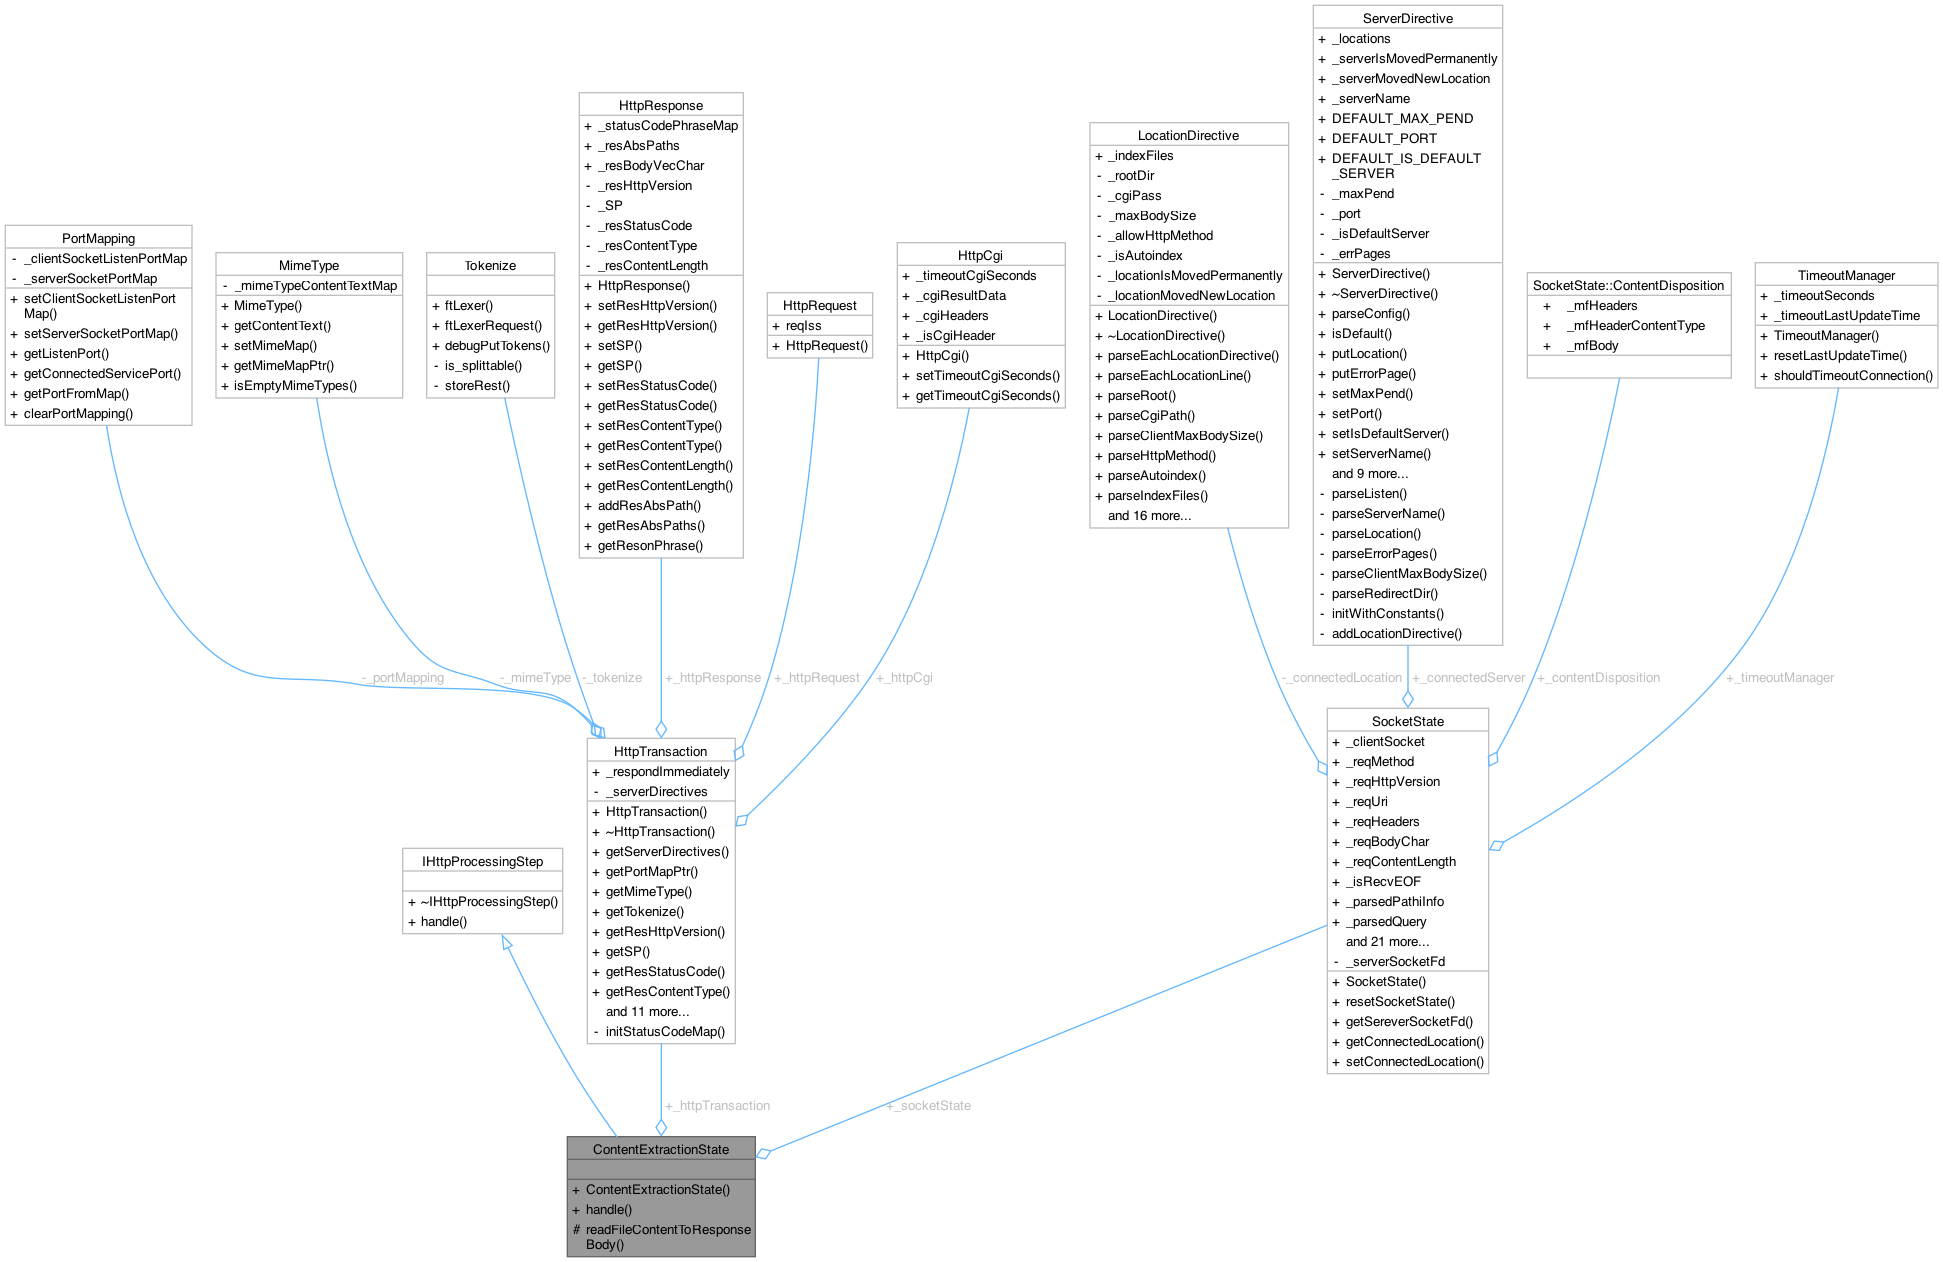 PortMapping
- _clientSocketListenPortMap
- _serverSocketPortMap
+ setClientSocketListenPort
Map()
+ setServerSocketPortMap()
+ getListenPort()
+ getConnectedServicePort()
+ getPortFromMap()
+ clearPortMapping()
MimeType
- _mimeTypeContentTextMap
+ MimeType()
+ getContentText()
+ setMimeMap()
+ getMimeMapPtr()
+ isEmptyMimeTypes()
Tokenize
+ ftLexer()
+ ftLexerRequest()
+ debugPutTokens()
- is_splittable()
- storeRest()
HttpResponse
+ _statusCodePhraseMap
+ _resAbsPaths
+ _resBodyVecChar
- _resHttpVersion
- _SP
- _resStatusCode
- _resContentType
- _resContentLength
+ HttpResponse()
+ setResHttpVersion()
+ getResHttpVersion()
+ setSP()
+ getSP()
+ setResStatusCode()
+ getResStatusCode()
+ setResContentType()
+ getResContentType()
+ setResContentLength()
+ getResContentLength()
+ addResAbsPath()
+ getResAbsPaths()
+ getResonPhrase()
HttpRequest
+ reqIss
+ HttpRequest()
HttpCgi
+ _timeoutCgiSeconds
+ _cgiResultData
+ _cgiHeaders
+ _isCgiHeader
+ HttpCgi()
+ setTimeoutCgiSeconds()
+ getTimeoutCgiSeconds()
LocationDirective
+ _indexFiles
- _rootDir
- _cgiPass
- _maxBodySize
- _allowHttpMethod
- _isAutoindex
- _locationIsMovedPermanently
- _locationMovedNewLocation
+ LocationDirective()
+ ~LocationDirective()
+ parseEachLocationDirective()
+ parseEachLocationLine()
+ parseRoot()
+ parseCgiPath()
+ parseClientMaxBodySize()
+ parseHttpMethod()
+ parseAutoindex()
+ parseIndexFiles()
and 16 more...
ServerDirective
+ _locations
+ _serverIsMovedPermanently
+ _serverMovedNewLocation
+ _serverName
+ DEFAULT_MAX_PEND
+ DEFAULT_PORT
+ DEFAULT_IS_DEFAULT
_SERVER
- _maxPend
- _port
- _isDefaultServer
- _errPages
+ ServerDirective()
+ ~ServerDirective()
+ parseConfig()
+ isDefault()
+ putLocation()
+ putErrorPage()
+ setMaxPend()
+ setPort()
+ setIsDefaultServer()
+ setServerName()
and 9 more...
- parseListen()
- parseServerName()
- parseLocation()
- parseErrorPages()
- parseClientMaxBodySize()
- parseRedirectDir()
- initWithConstants()
- addLocationDirective()
SocketState::ContentDisposition
+ _mfHeaders
+ _mfHeaderContentType
+ _mfBody
TimeoutManager
+ _timeoutSeconds
+ _timeoutLastUpdateTime
+ TimeoutManager()
+ resetLastUpdateTime()
+ shouldTimeoutConnection()
-_portMapping
-_mimeType
-_tokenize
+_httpResponse
+_httpRequest
+_httpCgi
-_connectedLocation
+_connectedServer
+_contentDisposition
+_timeoutManager
HttpTransaction
+ _respondImmediately
- _serverDirectives
+ HttpTransaction()
+ ~HttpTransaction()
+ getServerDirectives()
+ getPortMapPtr()
+ getMimeType()
+ getTokenize()
+ getResHttpVersion()
+ getSP()
+ getResStatusCode()
+ getResContentType()
and 11 more...
- initStatusCodeMap()
SocketState
+ _clientSocket
+ _reqMethod
+ _reqHttpVersion
+ _reqUri
+ _reqHeaders
+ _reqBodyChar
+ _reqContentLength
+ _isRecvEOF
+ _parsedPathiInfo
+ _parsedQuery
and 21 more...
- _serverSocketFd
+ SocketState()
+ resetSocketState()
+ getSereverSocketFd()
+ getConnectedLocation()
+ setConnectedLocation()
IHttpProcessingStep
+ ~IHttpProcessingStep()
+ handle()
+_httpTransaction
+_socketState
ContentExtractionState
+ ContentExtractionState()
+ handle()
# readFileContentToResponse
Body()